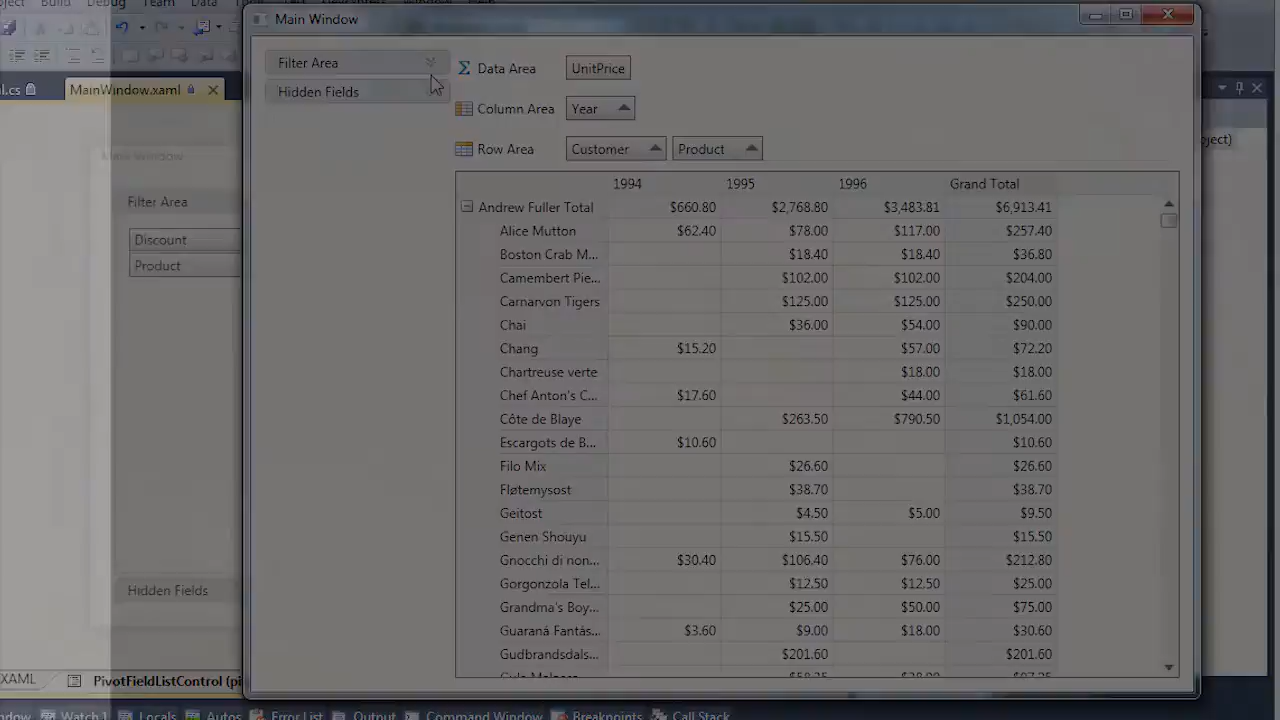 Build Debug Team Data
Main Window
MainWindow.xaml
Filter Area
Hidden Fields
Data Area UnitPrice
Column Area Year
Row Area Customer Product
1994 1995 1996 Grand Total
Andrew Fuller Total $660.80 $2,768.80 $3,483.81 $6,913.41
Alice Mutton $62.40 $78.00 $117.00 $257.40
Boston Crab M... $18.40 $18.40 $36.80
Camembert Pie... $102.00 $102.00 $204.00
Carnarvon Tigers $125.00 $125.00 $250.00
Chai $36.00 $54.00 $90.00
Chang $15.20 $57.00 $72.20
Chartreuse verte $18.00 $18.00
Chef Anton's C... $17.60 $44.00 $61.60
Côte de Blaye $263.50 $790.50 $1,054.00
Escargots de B... $10.60 $10.60
Filo Mix $26.60 $26.60
Fløtemysost $38.70 $38.70
Geitost $4.50 $5.00 $9.50
Genen Shouyu $15.50 $15.50
Gnocchi di non... $30.40 $106.40 $76.00 $212.80
Gorgonzola Tel... $12.50 $12.50 $25.00
Grandma's Boy... $25.00 $50.00 $75.00
Guaraná Fantás... $3.60 $9.00 $18.00 $30.60
Gudbrandsdals... $201.60 $201.60
Main Window
Filter Area
Discount
Product
Hidden Fields
XAML PivotFieldListControl (pi
Watch 1 Locals Autos Error List Output Command Window Breakpoints Call Stack